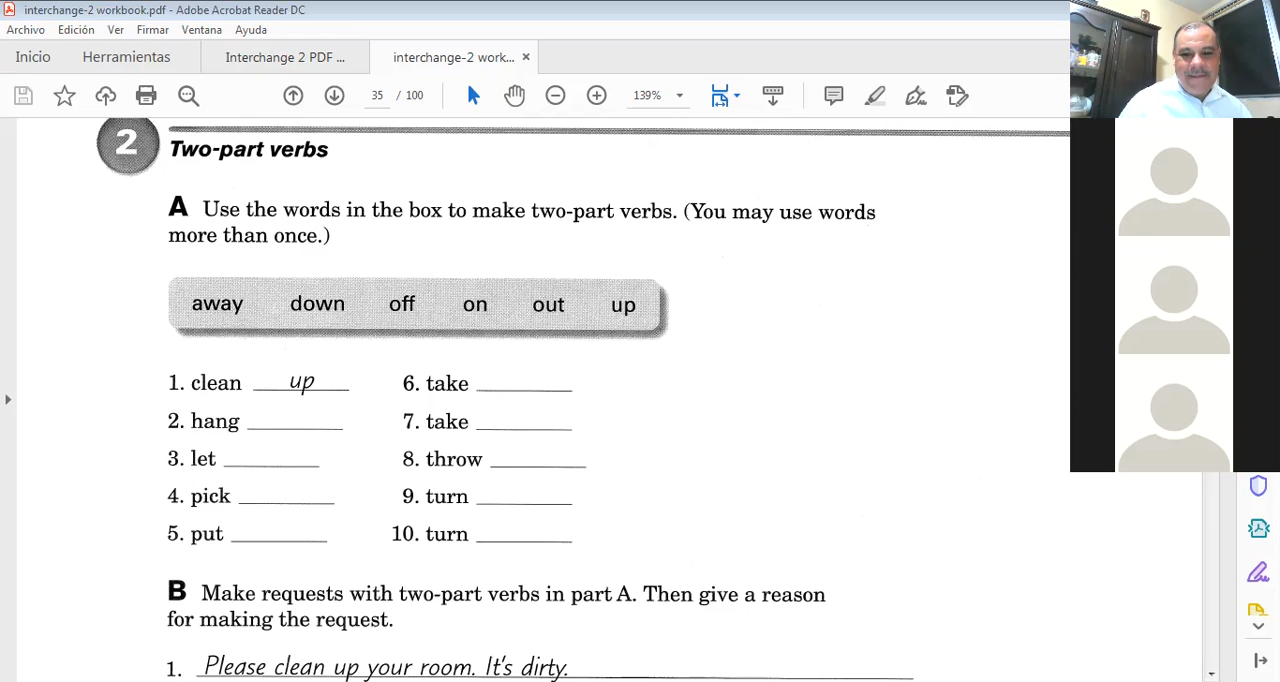 interchange-2 workbook.pdf - Adobe Acrobat Reader DC
Archivo Edición Ver Firmar Ventana Ayuda
Inicio Herramientas Interchange 2 PDF ... interchange-2 work... ×
35 / 100 139%
2 Two-part verbs
A Use the words in the box to make two-part verbs. (You may use words
more than once.)
away down off on out up
1. clean up 6. take
2. hang 7. take
3. let 8. throw
4. pick 9. turn
5. put 10. turn
B Make requests with two-part verbs in part A. Then give a reason
for making the request.
1. Please clean up your room. It's dirty.